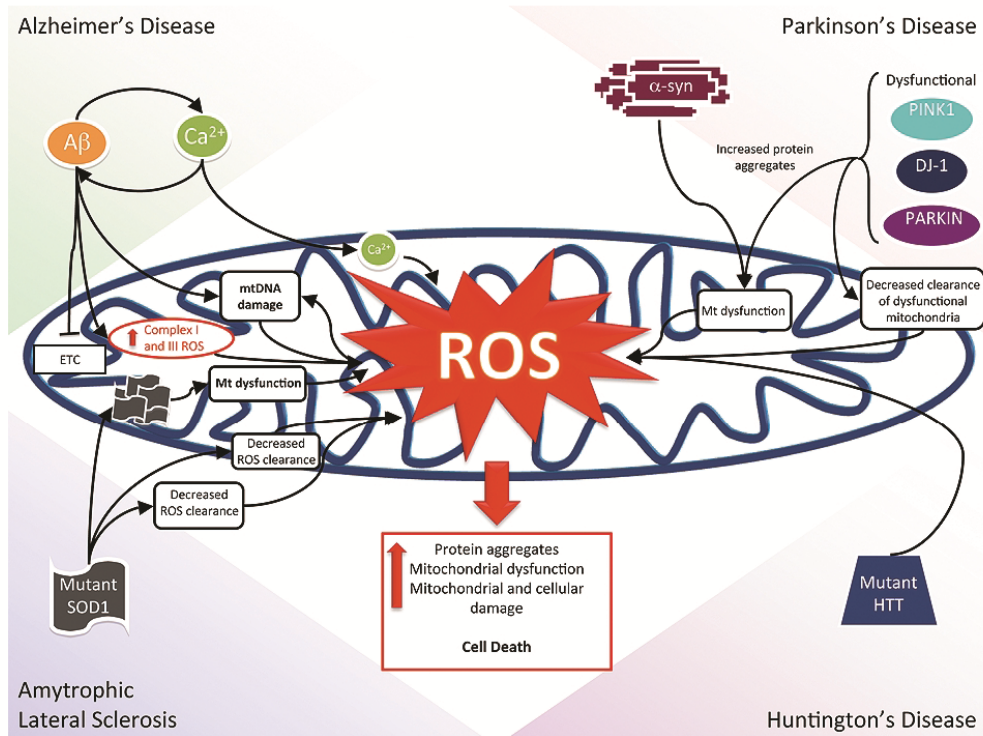 Alzheimer's Disease
Parkinson's Disease
Aβ
Ca²⁺
α-syn
Dysfunctional
PINK1
DJ-1
PARKIN
Increased protein
aggregates
Ca²⁺
mtDNA
damage
Complex I
and III ROS
ETC
Mt dysfunction
Decreased
ROS clearance
Decreased
ROS clearance
ROS
Mt dysfunction
Decreased clearance
of dysfunctional
mitochondria
Protein aggregates
Mitochondrial dysfunction
Mitochondrial and cellular
damage
Cell Death
Mutant
SOD1
Mutant
HTT
Amytrophic
Lateral Sclerosis
Huntington's Disease